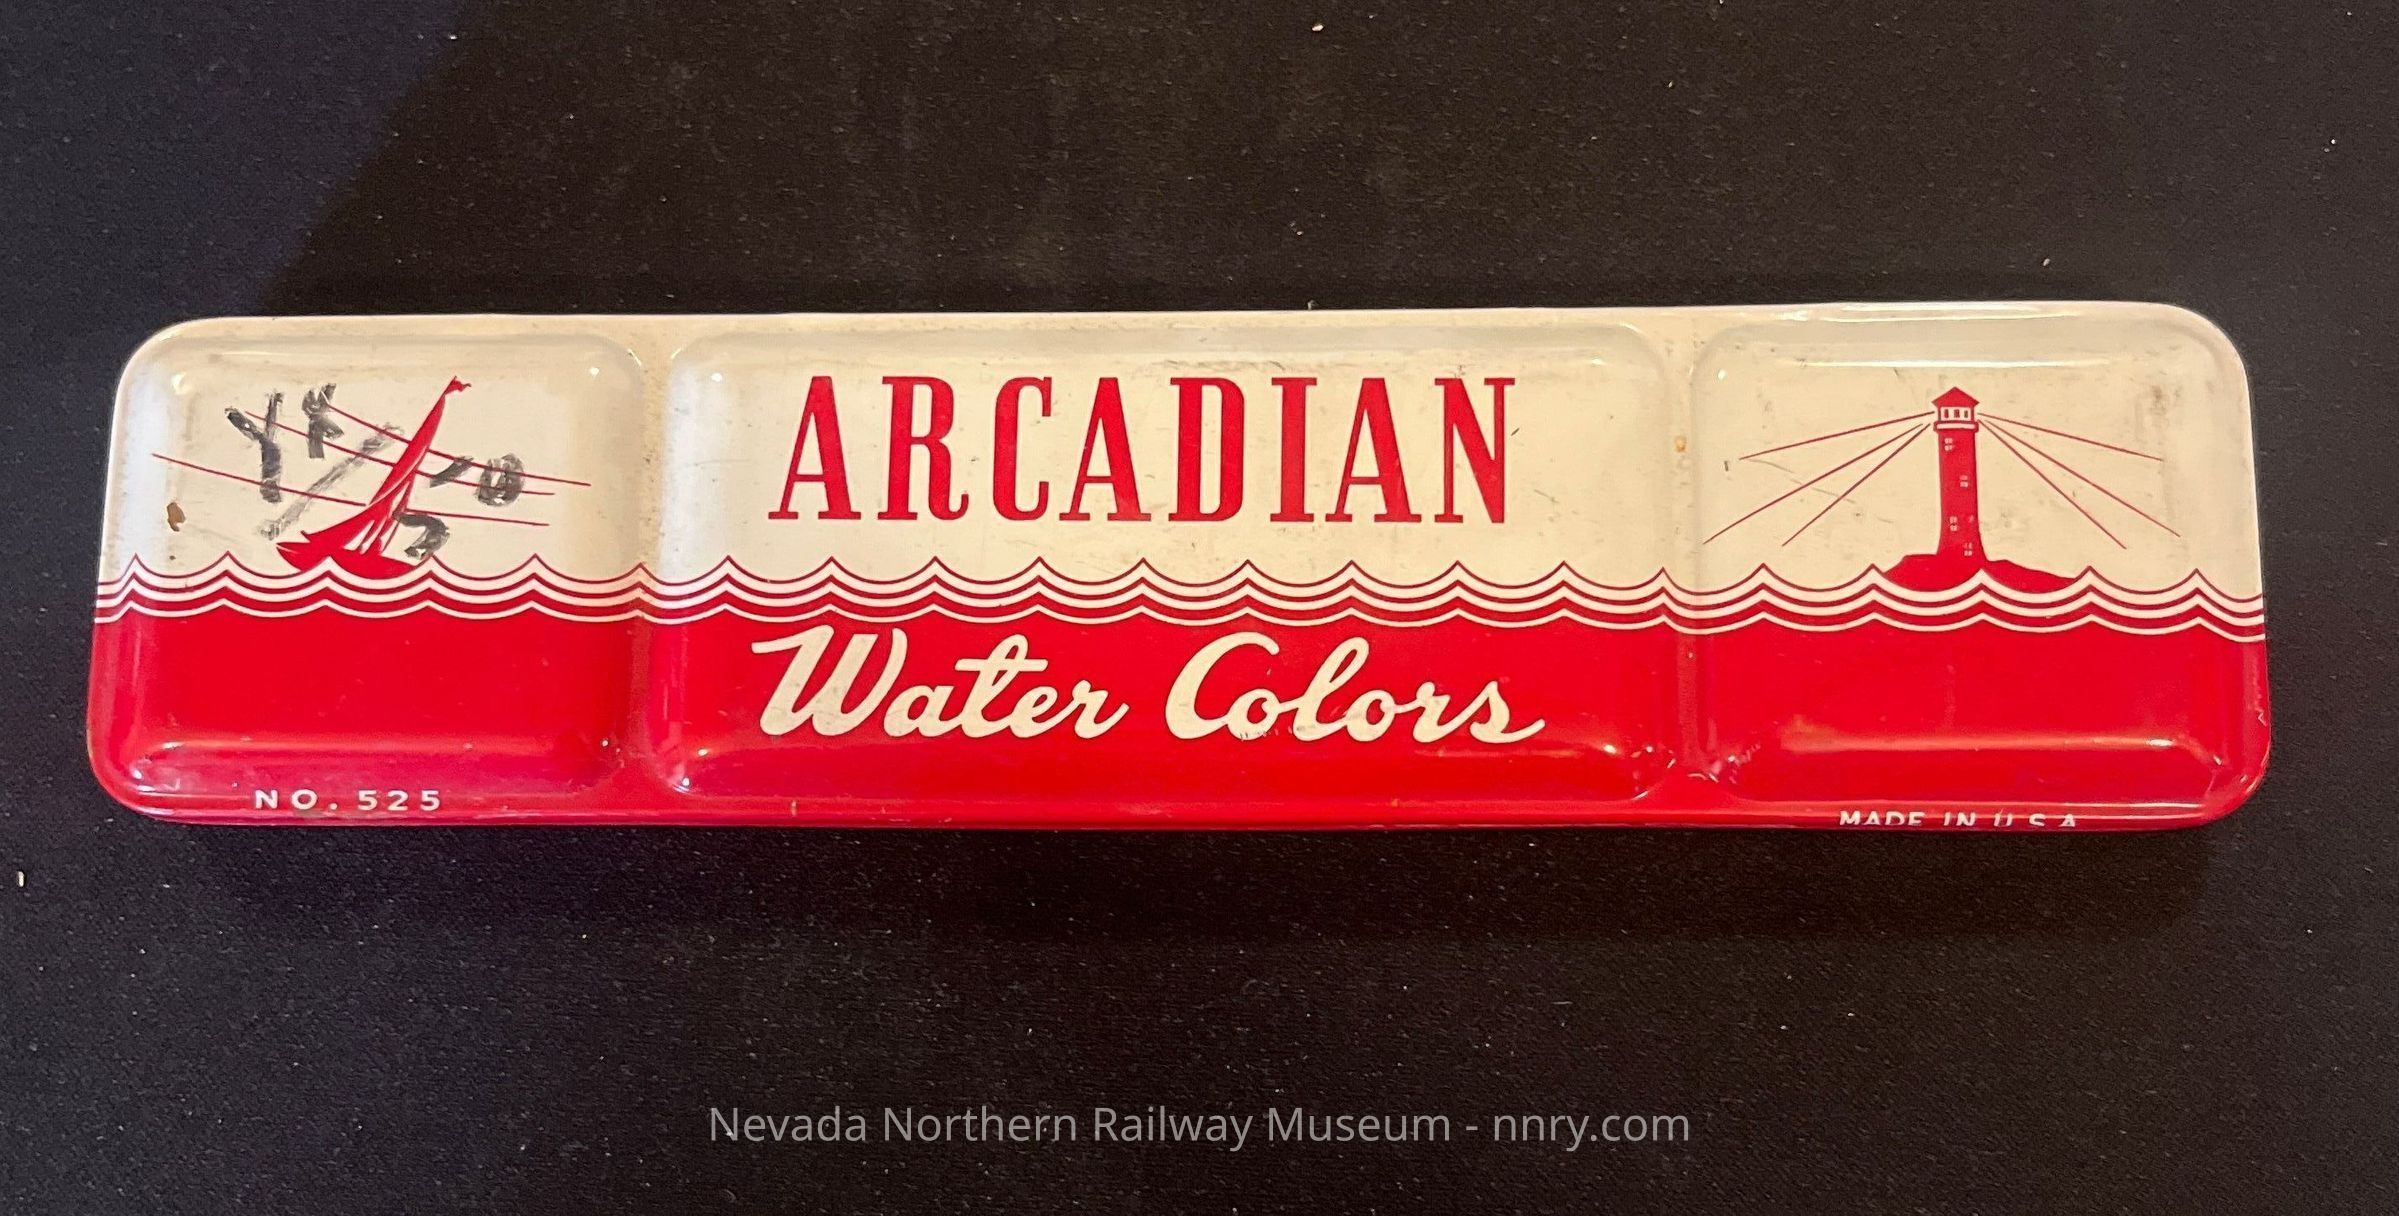 ARCADIAN
Water Colors
NO. 525
MADE IN U.S.A
Nevada Northern Railway Museum - nnry.com